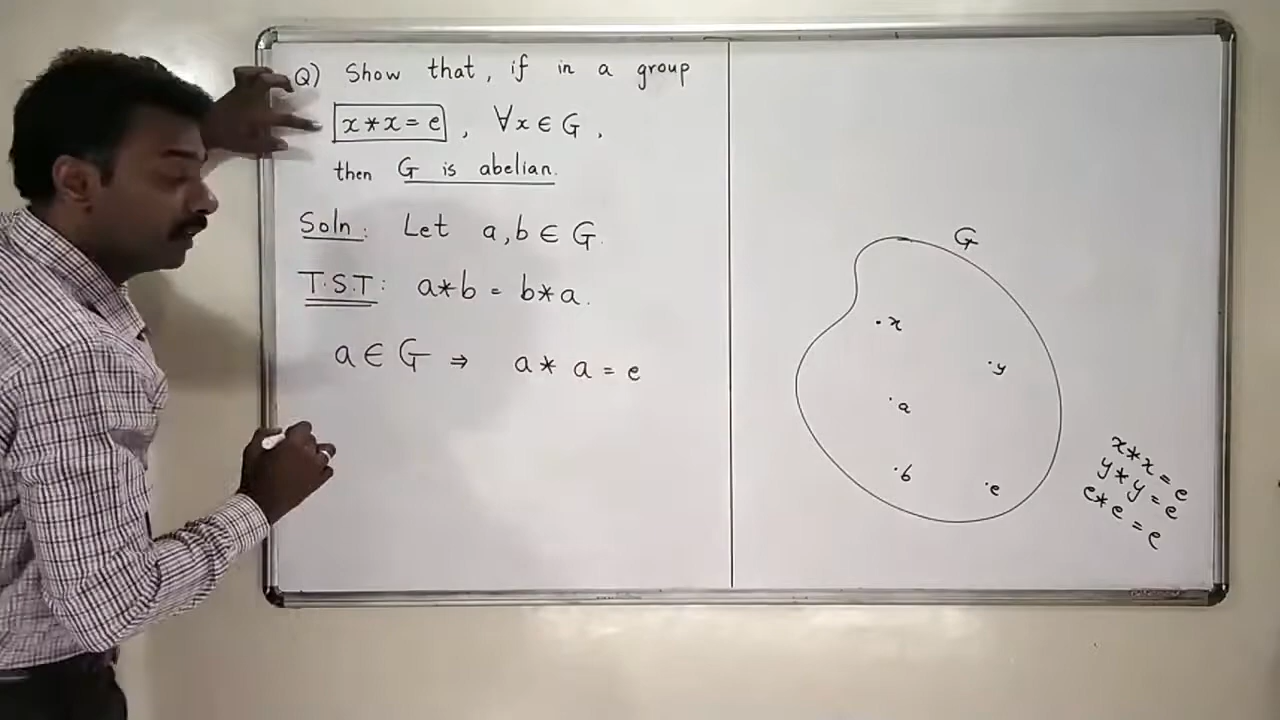 Q) Show that, if in a group
x * x = e , ∀x ∈ G ,
then G is abelian.
Soln: Let a, b ∈ G.
T.S.T: a*b = b*a.
a ∈ G ⇒ a * a = e
G
x
y
a
b
e
x*x = e
y*y = e
e*e = e